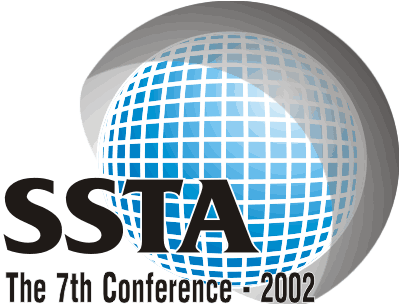 SSTA
The 7th Conference - 2002